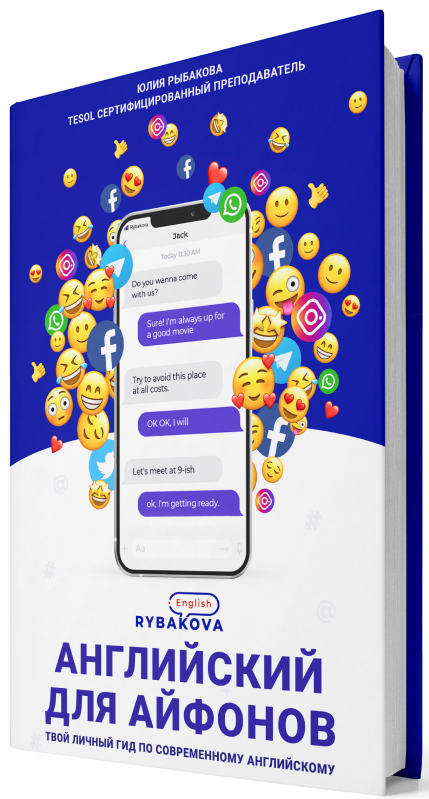 ЮЛИЯ РЫБАКОВА
TESOL СЕРТИФИЦИРОВАННЫЙ ПРЕПОДАВАТЕЛЬ
Rybakova
Jack
Today 11:30 AM
Do you wanna come
with us?
Sure! I'm always up for
a good movie
Try to avoid this place
at all costs.
OK OK, I will
Let's meet at 9-ish
ok, I'm getting ready.
+ Aa
English
RYBAKOVA
АНГЛИЙСКИЙ
ДЛЯ АЙФОНОВ
ТВОЙ ЛИЧНЫЙ ГИД ПО СОВРЕМЕННОМУ АНГЛИЙСКОМУ